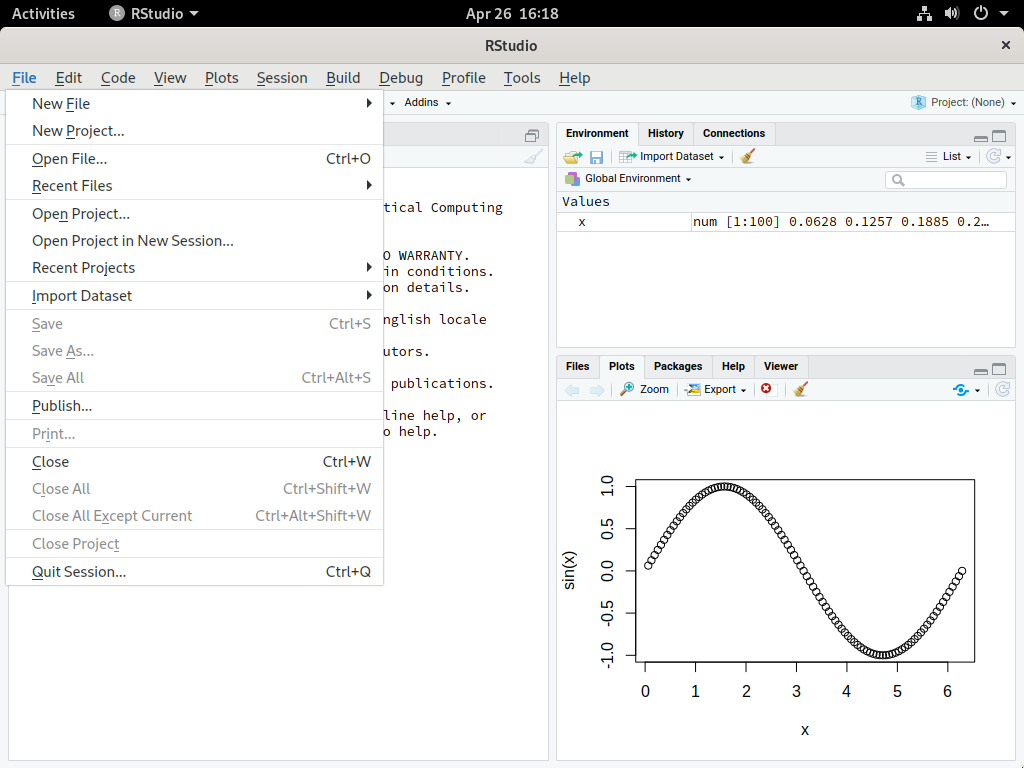 Activities RStudio Apr 26 16:18
RStudio
File Edit Code View Plots Session Build Debug Profile Tools Help
Addins Project: (None)
New File
New Project...
Open File... Ctrl+O
Recent Files
Open Project...
Open Project in New Session...
Recent Projects
Import Dataset
Save Ctrl+S
Save As...
Save All Ctrl+Alt+S
Publish...
Print...
Close Ctrl+W
Close All Ctrl+Shift+W
Close All Except Current Ctrl+Alt+Shift+W
Close Project
Quit Session... Ctrl+Q
tical Computing
O WARRANTY.
in conditions.
on details.
nglish locale
utors.
publications.
line help, or
o help.
Environment History Connections
Import Dataset List
Global Environment
Values
x num [1:100] 0.0628 0.1257 0.1885 0.2…
Files Plots Packages Help Viewer
Zoom Export
sin(x)
1.0
0.5
0.0
-0.5
-1.0
0 1 2 3 4 5 6
x